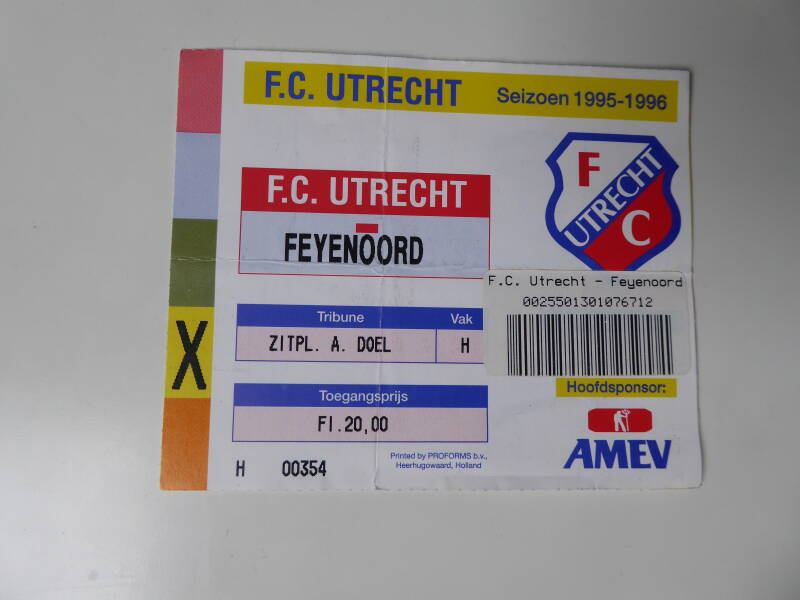 F.C. UTRECHT Seizoen 1995-1996
F.C. UTRECHT
FEYENOORD
F
UTRECHT
C
F.C. Utrecht - Feyenoord
0025501301076712
Tribune Vak
ZITPL. A. DOEL H
X
Toegangsprijs
Fl.20,00
Hoofdsponsor:
AMEV
Printed by PROFORMS b.v.,
Heerhugowaard, Holland
H 00354